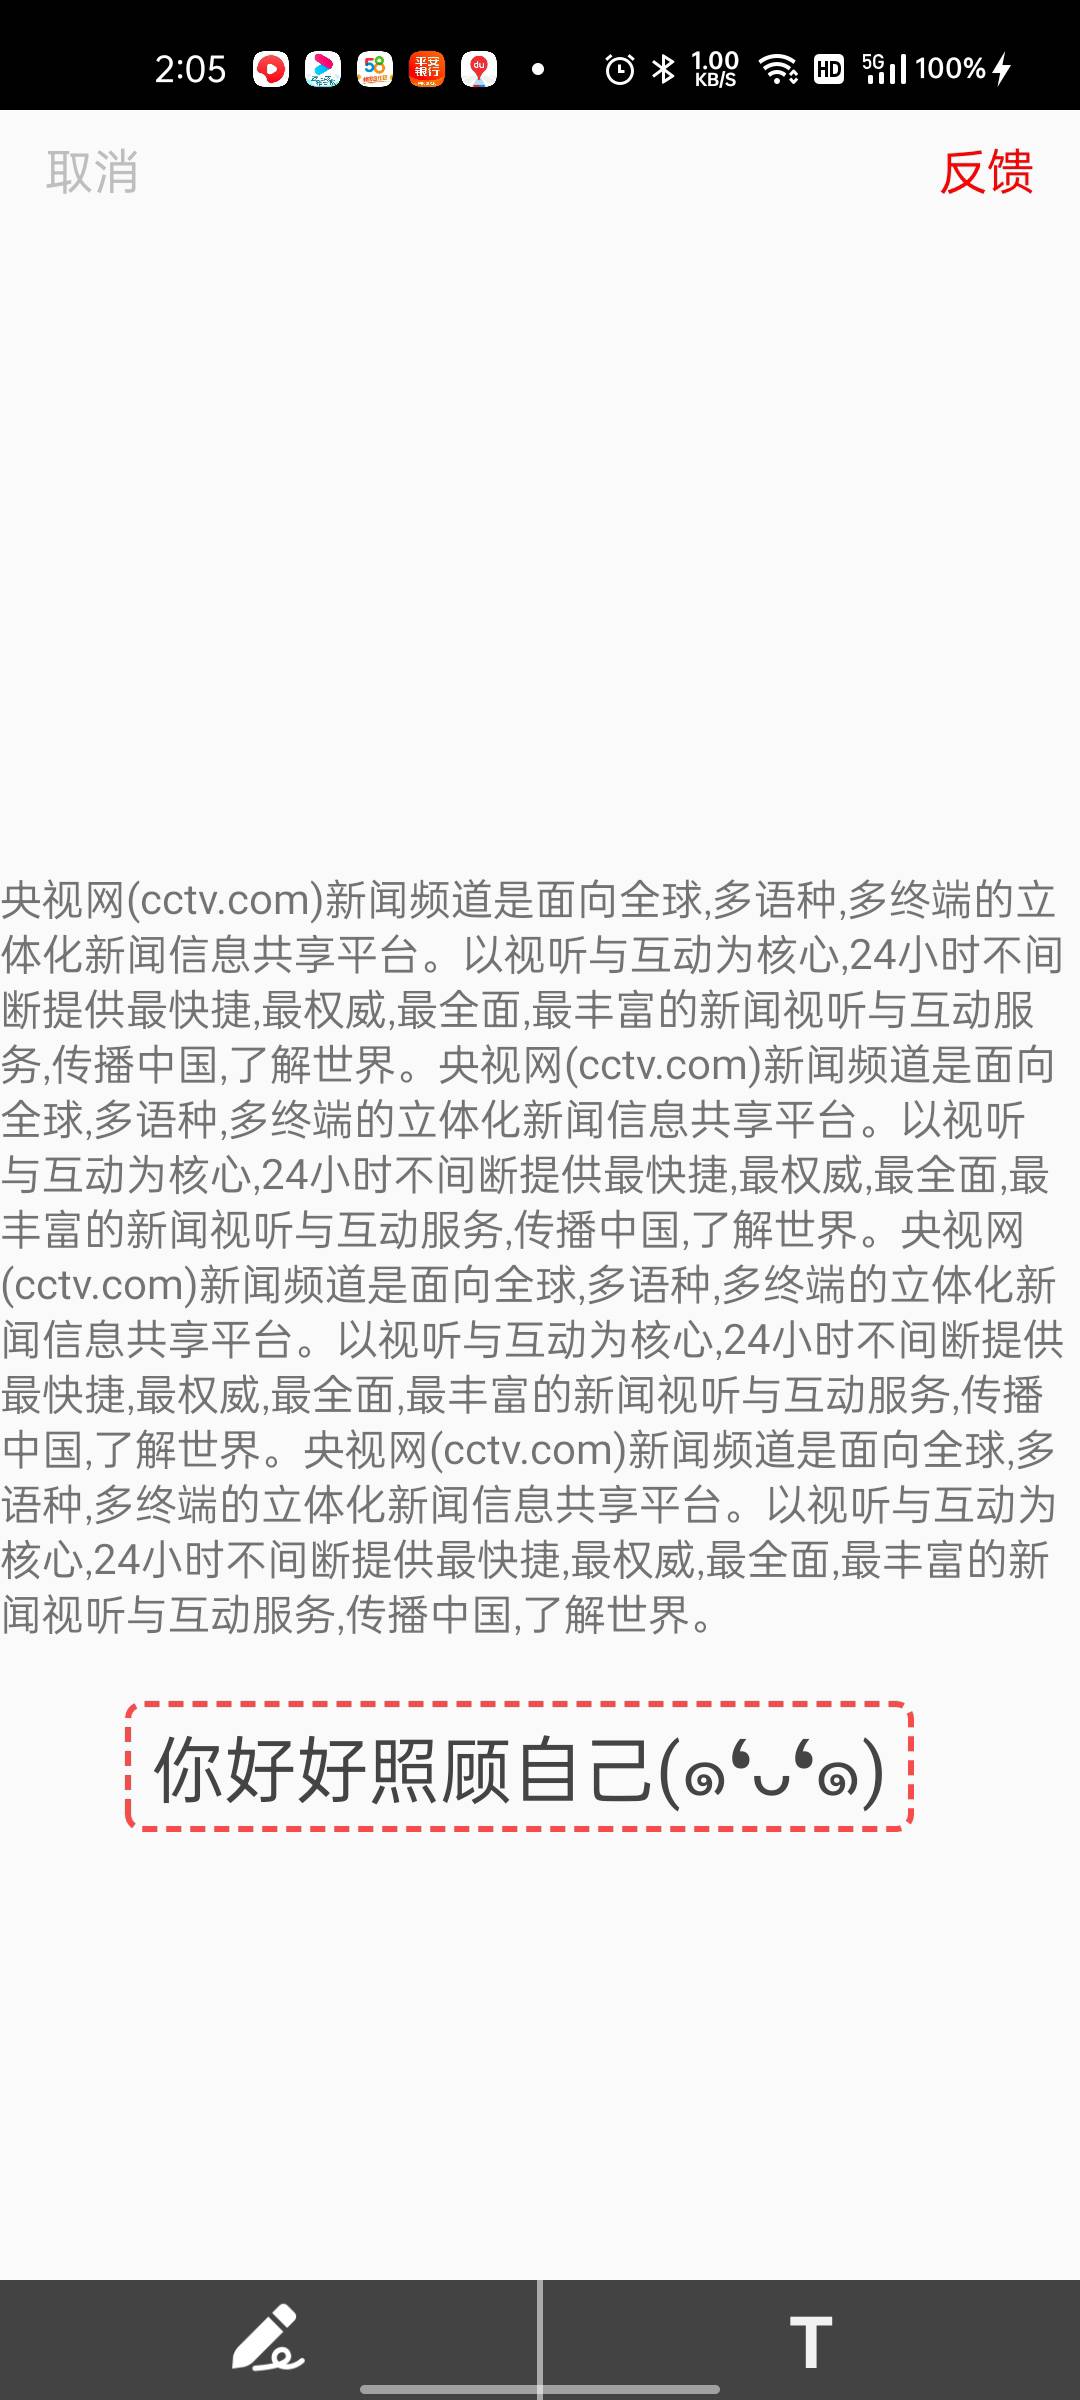 2:05 58 平安银行 du 1.00 KB/S HD 5G 100%
取消 反馈
央视网(cctv.com)新闻频道是面向全球,多语种,多终端的立
体化新闻信息共享平台。以视听与互动为核心,24小时不间
断提供最快捷,最权威,最全面,最丰富的新闻视听与互动服
务,传播中国,了解世界。央视网(cctv.com)新闻频道是面向
全球,多语种,多终端的立体化新闻信息共享平台。以视听
与互动为核心,24小时不间断提供最快捷,最权威,最全面,最
丰富的新闻视听与互动服务,传播中国,了解世界。央视网
(cctv.com)新闻频道是面向全球,多语种,多终端的立体化新
闻信息共享平台。以视听与互动为核心,24小时不间断提供
最快捷,最权威,最全面,最丰富的新闻视听与互动服务,传播
中国,了解世界。央视网(cctv.com)新闻频道是面向全球,多
语种,多终端的立体化新闻信息共享平台。以视听与互动为
核心,24小时不间断提供最快捷,最权威,最全面,最丰富的新
闻视听与互动服务,传播中国,了解世界。
你好好照顾自己(๑❛ᴗ❛๑)
T